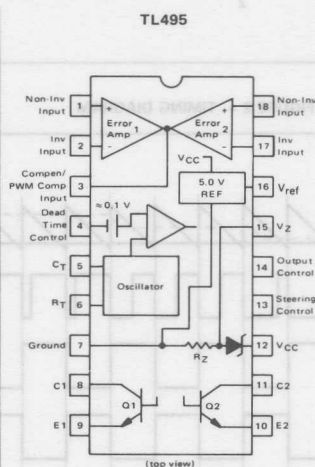 TL495
Non-Inv
Input
1
+
Error
Amp 1
+
Error
Amp 2
18
Non-Inv
Input
Inv
Input
2
-
-
17
Inv
Input
Compen/
PWM Comp
Input
3
VCC
5.0 V
REF
16
Vref
≈0.1 V
Dead
Time
Control
4
15
VZ
CT
5
Oscillator
14
Output
Control
RT
6
13
Steering
Control
Ground
7
RZ
12
VCC
C1
8
Q1
Q2
11
C2
E1
9
10
E2
(top view)